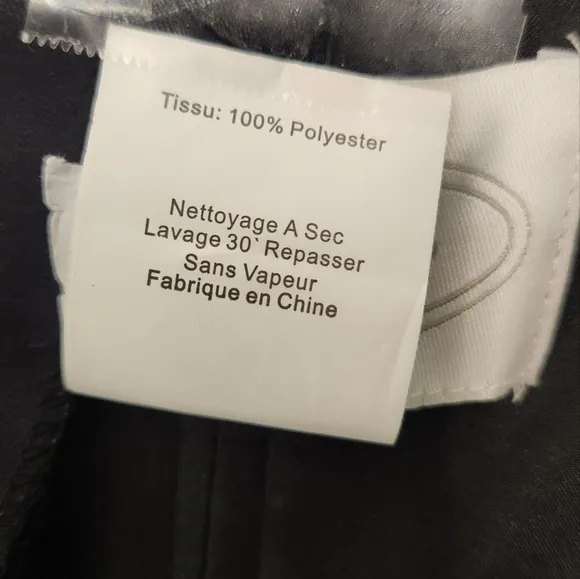 Tissu: 100% Polyester
Nettoyage A Sec
Lavage 30` Repasser
Sans Vapeur
Fabrique en Chine